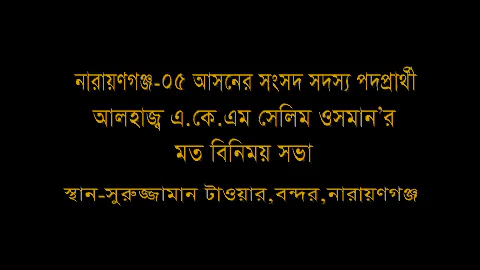 নারায়ণগঞ্জ-০৫ আসনের সংসদ সদস্য পদপ্রার্থী
আলহাজ্ব এ.কে.এম সেলিম ওসমান’র
মত বিনিময় সভা
স্থান-সুরুজ্জামান টাওয়ার,বন্দর,নারায়ণগঞ্জ